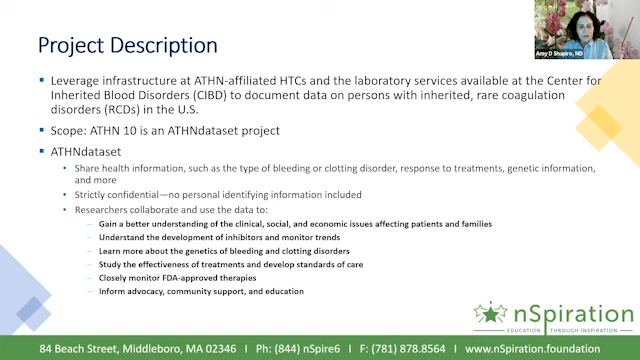 Amy D Shapiro, MD
Project Description
Leverage infrastructure at ATHN-affiliated HTCs and the laboratory services available at the Center for
Inherited Blood Disorders (CIBD) to document data on persons with inherited, rare coagulation
disorders (RCDs) in the U.S.
Scope: ATHN 10 is an ATHNdataset project
ATHNdataset
Share health information, such as the type of bleeding or clotting disorder, response to treatments, genetic information,
and more
Strictly confidential—no personal identifying information included
Researchers collaborate and use the data to:
Gain a better understanding of the clinical, social, and economic issues affecting patients and families
Understand the development of inhibitors and monitor trends
Learn more about the genetics of bleeding and clotting disorders
Study the effectiveness of treatments and develop standards of care
Closely monitor FDA-approved therapies
Inform advocacy, community support, and education
nSpiration
EDUCATION THROUGH INSPIRATION
84 Beach Street, Middleboro, MA 02346 I Ph: (844) nSpire6 I F: (781) 878.8564 I www.nSpiration.foundation